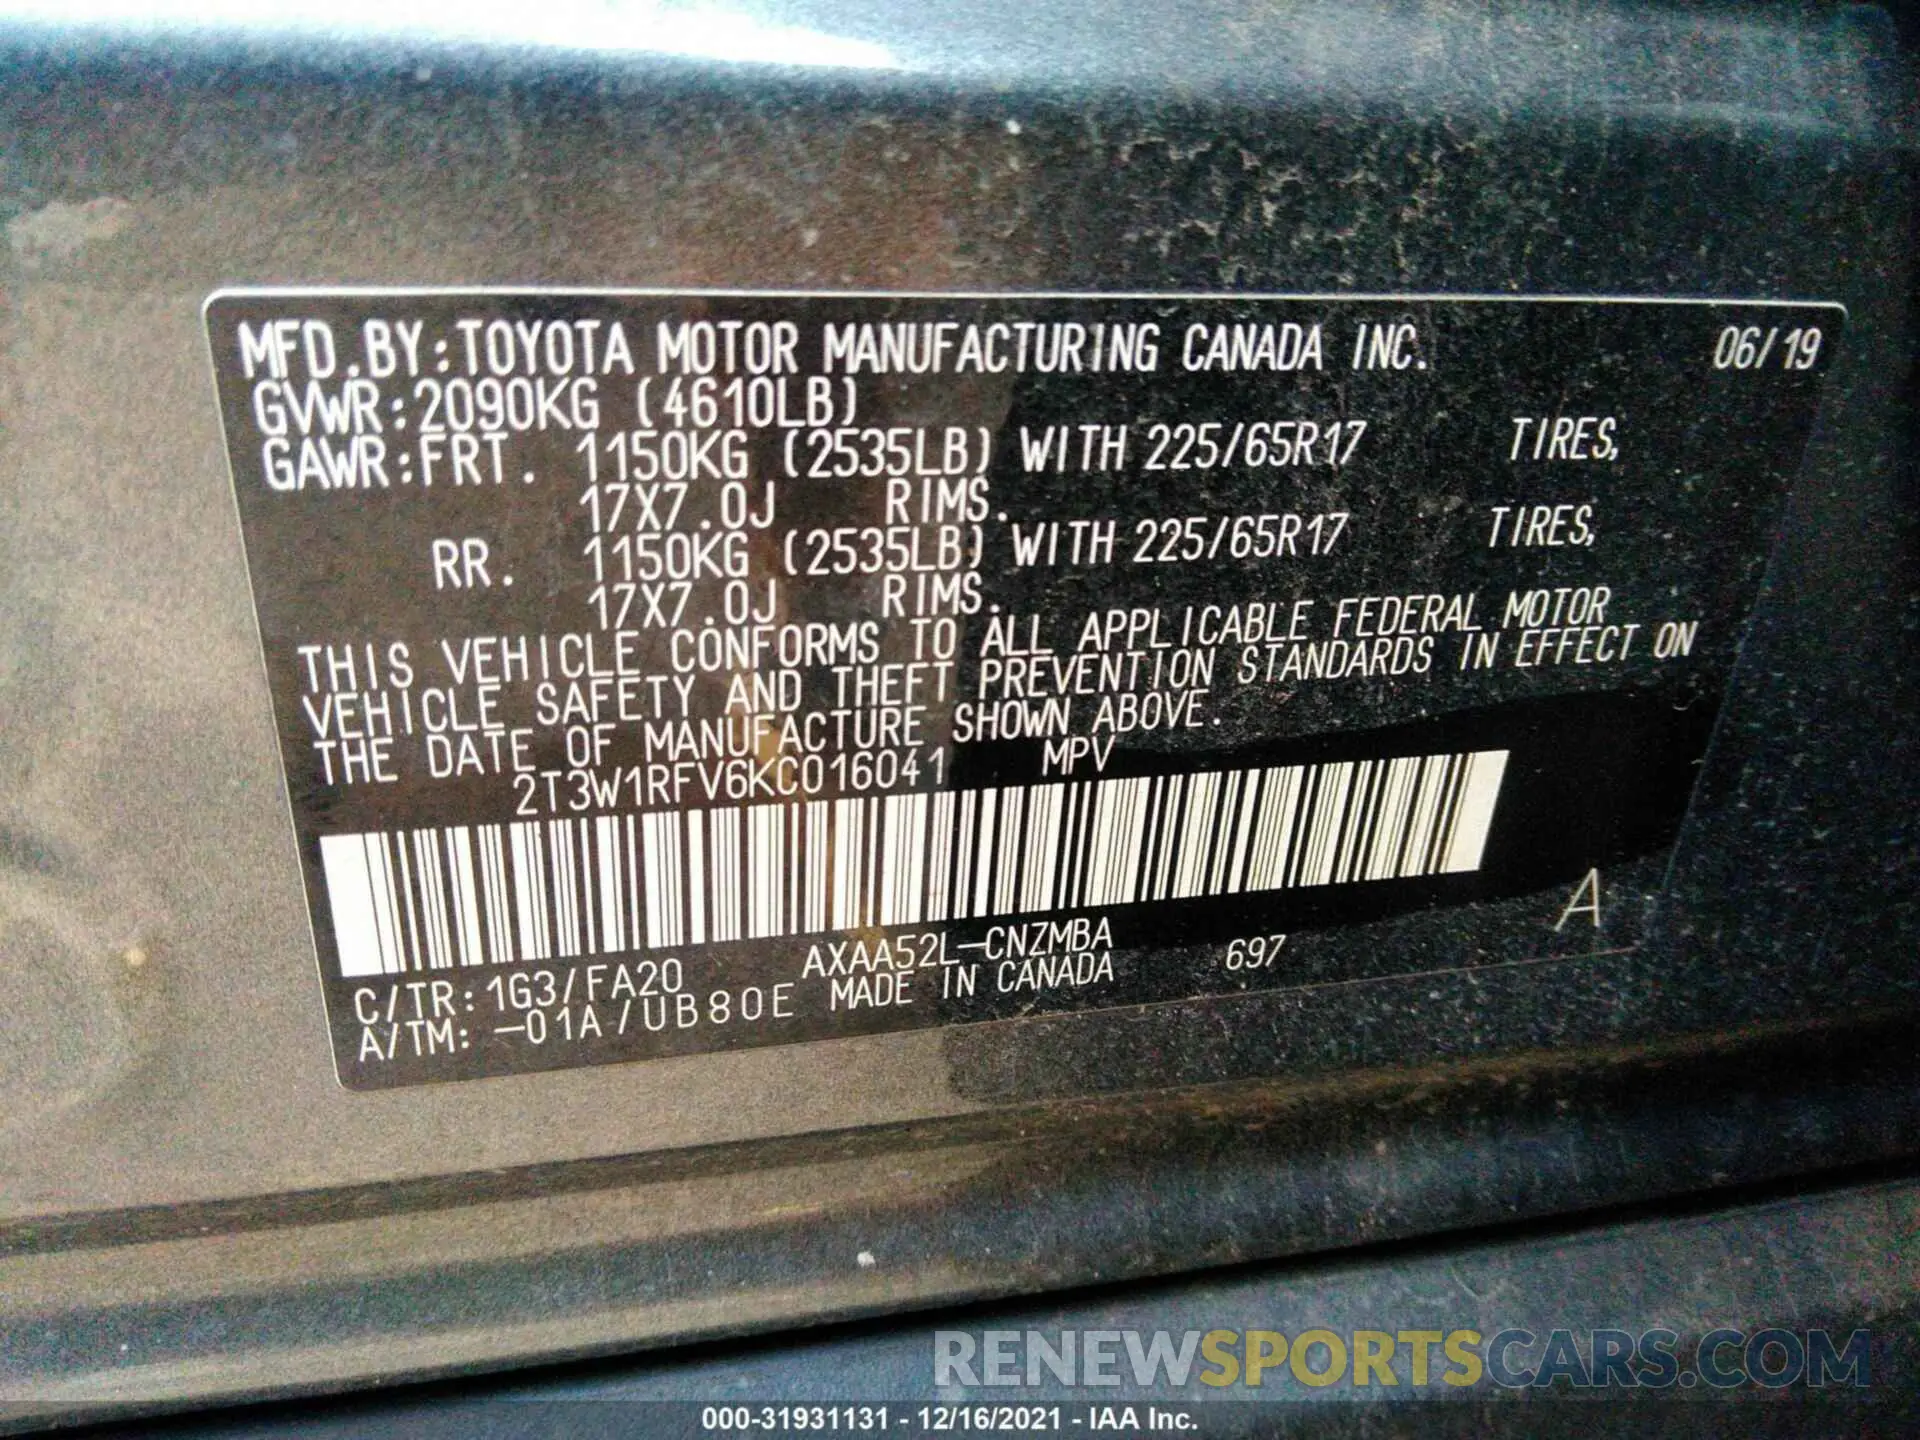 MFD.BY:TOYOTA MOTOR MANUFACTURING CANADA INC. 06/19
GVWR:2090KG (4610LB)
GAWR:FRT. 1150KG (2535LB) WITH 225/65R17 TIRES,
17X7.0J RIMS.
RR. 1150KG (2535LB) WITH 225/65R17 TIRES,
17X7.0J RIMS.
THIS VEHICLE CONFORMS TO ALL APPLICABLE FEDERAL MOTOR
VEHICLE SAFETY AND THEFT PREVENTION STANDARDS IN EFFECT ON
THE DATE OF MANUFACTURE SHOWN ABOVE.
2T3W1RFV6KC016041 MPV
A
C/TR:1G3/FA20 AXAA52L-CNZMBA 697
A/TM: -01A/UB80E MADE IN CANADA
RENEWSPORTSCARS.COM
000-31931131 - 12/16/2021 - IAA Inc.